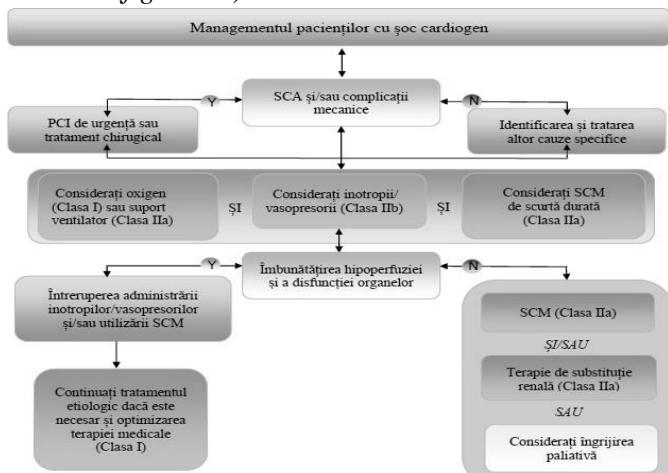 Managementul pacienților cu șoc cardiogen
SCA și/sau complicații
mecanice
Y
N
PCI de urgență sau
tratament chirurgical
Identificarea și tratarea
altor cauze specifice
Considerați oxigen
(Clasa I) sau suport
ventilator (Clasa IIa)
ȘI
Considerați inotropii/
vasopresorii (Clasa IIb)
ȘI
Considerați SCM
de scurtă durată
(Clasa IIa)
Y
Îmbunătățirea hipoperfuziei
și a disfuncției organelor
N
Întreruperea administrării
inotropilor/vasopresorilor
și/sau utilizării SCM
Continuați tratamentul
etiologic dacă este
necesar și optimizarea
terapiei medicale
(Clasa I)
SCM (Clasa IIa)
ȘI/SAU
Terapie de substituție
renală (Clasa IIa)
SAU
Considerați îngrijire
paliativă